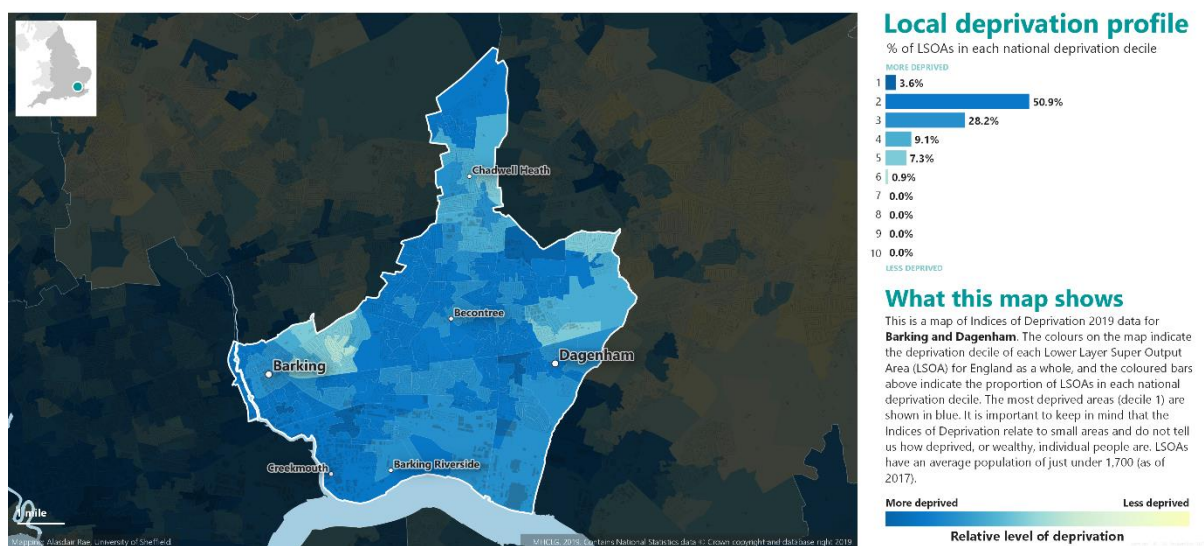 Chadwell Heath
Becontree
Barking
Dagenham
Creekmouth
Barking Riverside
1 mile
Mapping: Alasdair Rae, University of Sheffield
MHCLG, 2019. Contains National Statistics data © Crown copyright and database right 2019
Local deprivation profile
% of LSOAs in each national deprivation decile
MORE DEPRIVED
1 3.6%
2 50.9%
3 28.2%
4 9.1%
5 7.3%
6 0.9%
7 0.0%
8 0.0%
9 0.0%
10 0.0%
LESS DEPRIVED
What this map shows
This is a map of Indices of Deprivation 2019 data for
Barking and Dagenham. The colours on the map indicate
the deprivation decile of each Lower Layer Super Output
Area (LSOA) for England as a whole, and the coloured bars
above indicate the proportion of LSOAs in each national
deprivation decile. The most deprived areas (decile 1) are
shown in blue. It is important to keep in mind that the
Indices of Deprivation relate to small areas and do not tell
us how deprived, or wealthy, individual people are. LSOAs
have an average population of just under 1,700 (as of
2017).
More deprived Less deprived
Relative level of deprivation